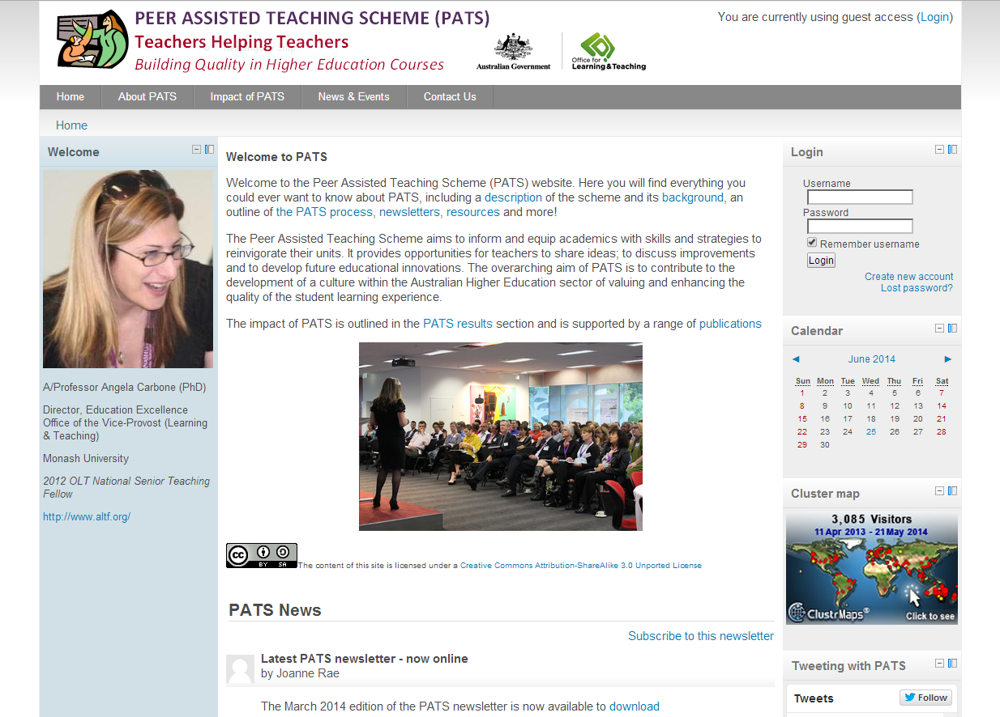 PEER ASSISTED TEACHING SCHEME (PATS)
Teachers Helping Teachers
Building Quality in Higher Education Courses
Australian Government
Office for
Learning & Teaching
You are currently using guest access (Login)
Home
About PATS
Impact of PATS
News & Events
Contact Us
Home
Welcome
A/Professor Angela Carbone (PhD)
Director, Education Excellence
Office of the Vice-Provost (Learning
& Teaching)
Monash University
2012 OLT National Senior Teaching
Fellow
http://www.altf.org/
Welcome to PATS
Welcome to the Peer Assisted Teaching Scheme (PATS) website. Here you will find everything you
could ever want to know about PATS, including a description of the scheme and its background, an
outline of the PATS process, newsletters, resources and more!
The Peer Assisted Teaching Scheme aims to inform and equip academics with skills and strategies to
reinvigorate their units. It provides opportunities for teachers to share ideas; to discuss improvements
and to develop future educational innovations. The overarching aim of PATS is to contribute to the
development of a culture within the Australian Higher Education sector of valuing and enhancing the
quality of the student learning experience.
The impact of PATS is outlined in the PATS results section and is supported by a range of publications
cc BY SA
The content of this site is licensed under a Creative Commons Attribution-ShareAlike 3.0 Unported License
PATS News
Subscribe to this newsletter
Latest PATS newsletter - now online
by Joanne Rae
The March 2014 edition of the PATS newsletter is now available to download
Login
Username
Password
Remember username
Login
Create new account
Lost password?
Calendar
◄ June 2014 ►
Sun Mon Tue Wed Thu Fri Sat
1 2 3 4 5 6 7
8 9 10 11 12 13 14
15 16 17 18 19 20 21
22 23 24 25 26 27 28
29 30
Cluster map
3,085 Visitors
11 Apr 2013 - 21 May 2014
ClustrMaps®
Click to see
Tweeting with PATS
Tweets
Follow